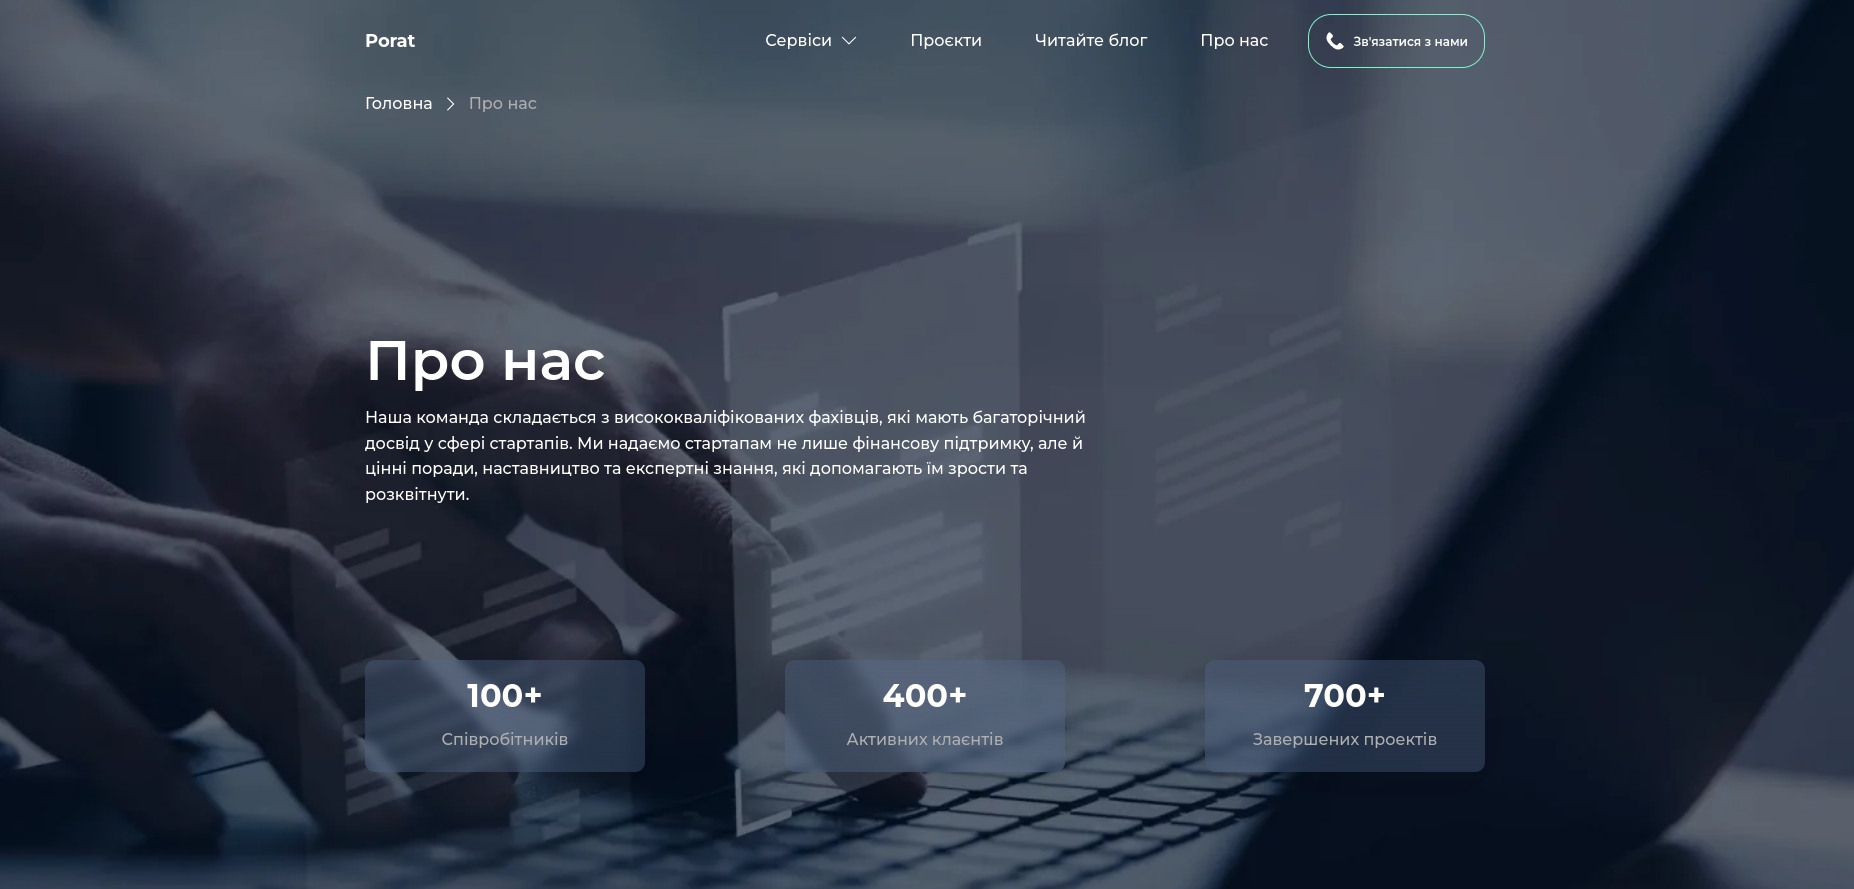 Porat
Сервіси
Проєкти
Читайте блог
Про нас
Зв'язатися з нами
Головна
Про нас
Про нас
Наша команда складається з висококваліфікованих фахівців, які мають багаторічний
досвід у сфері стартапів. Ми надаємо стартапам не лише фінансову підтримку, але й
цінні поради, наставництво та експертні знання, які допомагають їм зрости та
розквітнути.
100+
Співробітників
400+
Активних клаєнтів
700+
Завершених проектів